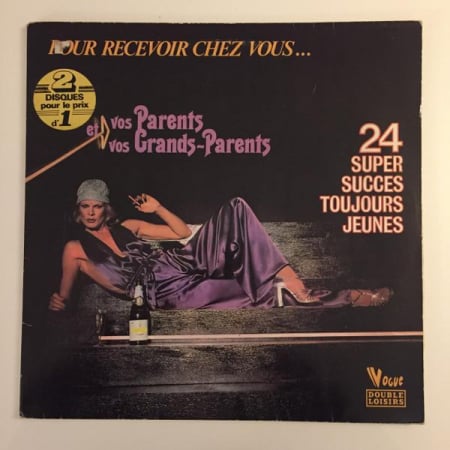 POUR RECEVOIR CHEZ VOUS...
2
DISQUES
pour le prix
d'1
et
vos Parents
vos Grands-Parents
24
SUPER
SUCCES
TOUJOURS
JEUNES
VOGUE
DOUBLE
LOISIRS